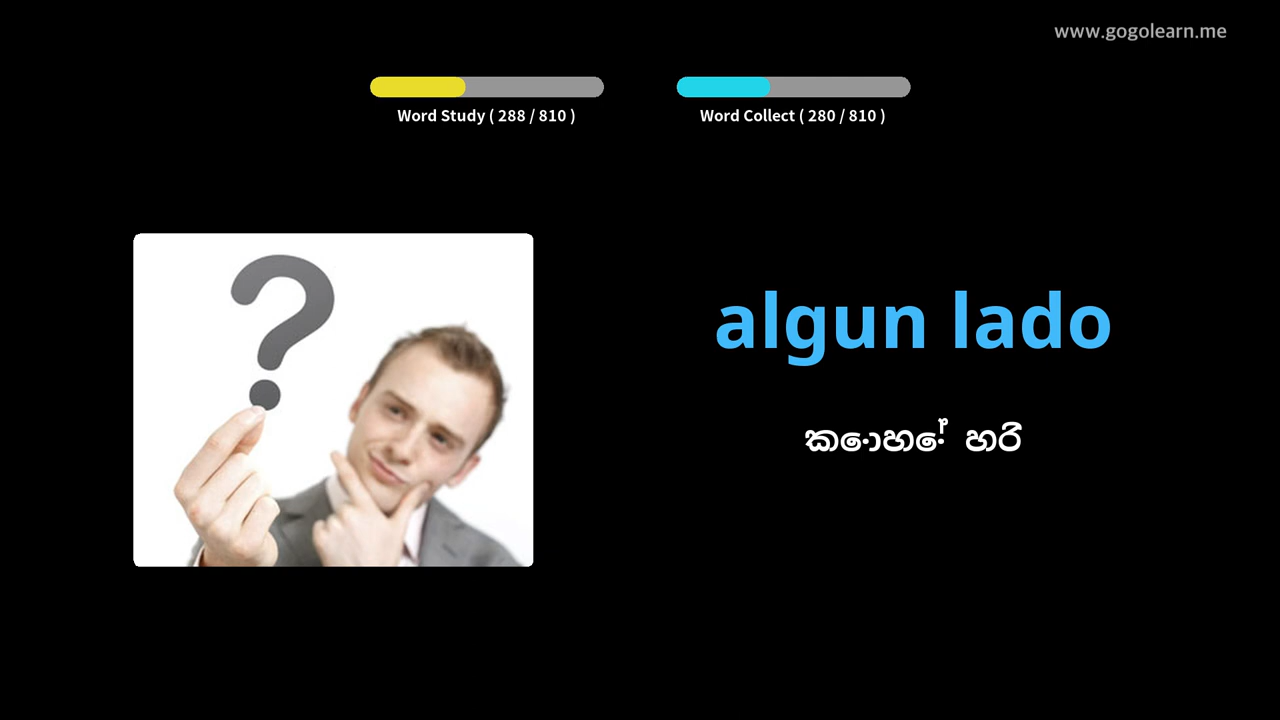 www.gogolearn.me
Word Study ( 288 / 810 )
Word Collect ( 280 / 810 )
algun lado
කොහේ හරි